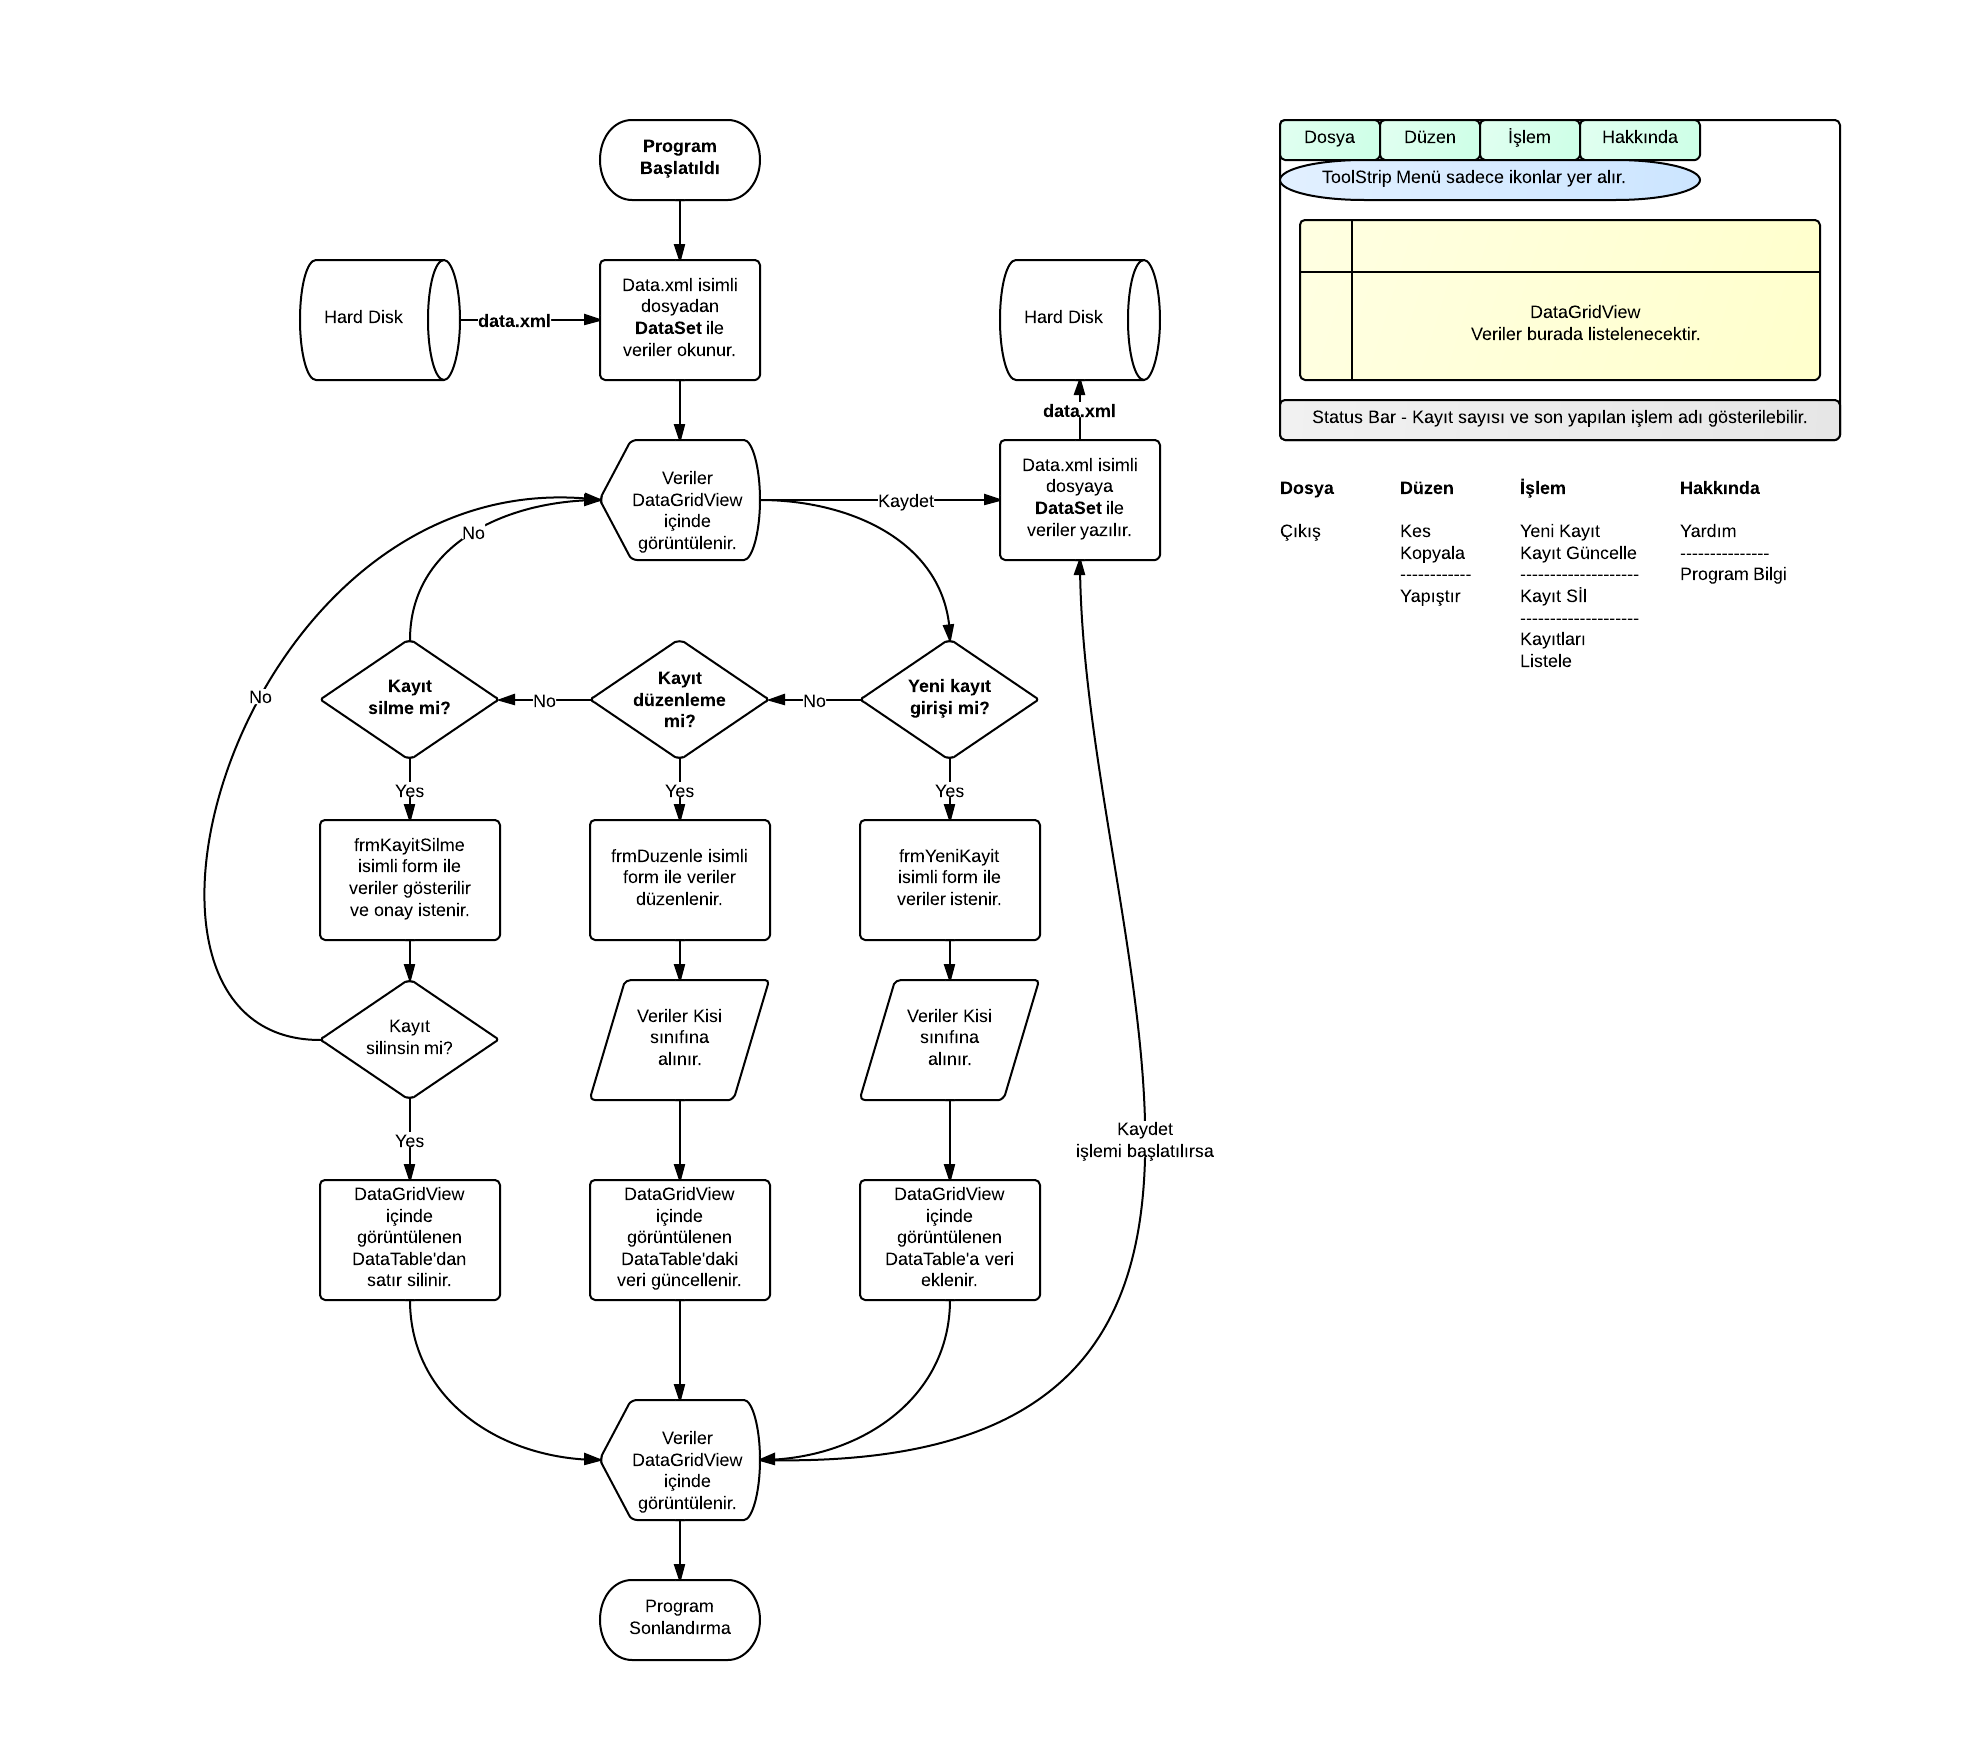 Program
Başlatıldı
Hard Disk
data.xml
Data.xml isimli
dosyadan
DataSet ile
veriler okunur.
Hard Disk
data.xml
Veriler
DataGridView
içinde
görüntülenir.
Kaydet
Data.xml isimli
dosyaya
DataSet ile
veriler yazılır.
No
No
Kayıt
silme mi?
No
Kayıt
düzenleme
mi?
No
Yeni kayıt
girişi mi?
Yes
Yes
Yes
frmKayitSilme
isimli form ile
veriler gösterilir
ve onay istenir.
frmDuzenle isimli
form ile veriler
düzenlenir.
frmYeniKayit
isimli form ile
veriler istenir.
Kayıt
silinsin mi?
Veriler Kisi
sınıfına
alınır.
Veriler Kisi
sınıfına
alınır.
Yes
Kaydet
işlemi başlatılırsa
DataGridView
içinde
görüntülenen
DataTable'dan
satır silinir.
DataGridView
içinde
görüntülenen
DataTable'daki
veri güncellenir.
DataGridView
içinde
görüntülenen
DataTable'a veri
eklenir.
Veriler
DataGridView
içinde
görüntülenir.
Program
Sonlandırma
Dosya
Düzen
İşlem
Hakkında
ToolStrip Menü sadece ikonlar yer alır.
DataGridView
Veriler burada listelenecektir.
Status Bar - Kayıt sayısı ve son yapılan işlem adı gösterilebilir.
Dosya
Çıkış
Düzen
Kes
Kopyala
------------
Yapıştır
İşlem
Yeni Kayıt
Kayıt Güncelle
--------------------
Kayıt Sİl
--------------------
Kayıtları
Listele
Hakkında
Yardım
---------------
Program Bilgi